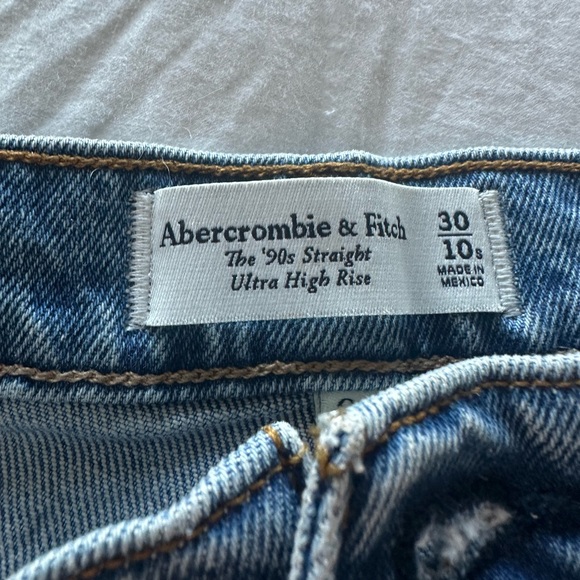 Abercrombie & Fitch
The '90s Straight
Ultra High Rise
30
10s
MADE IN
MEXICO